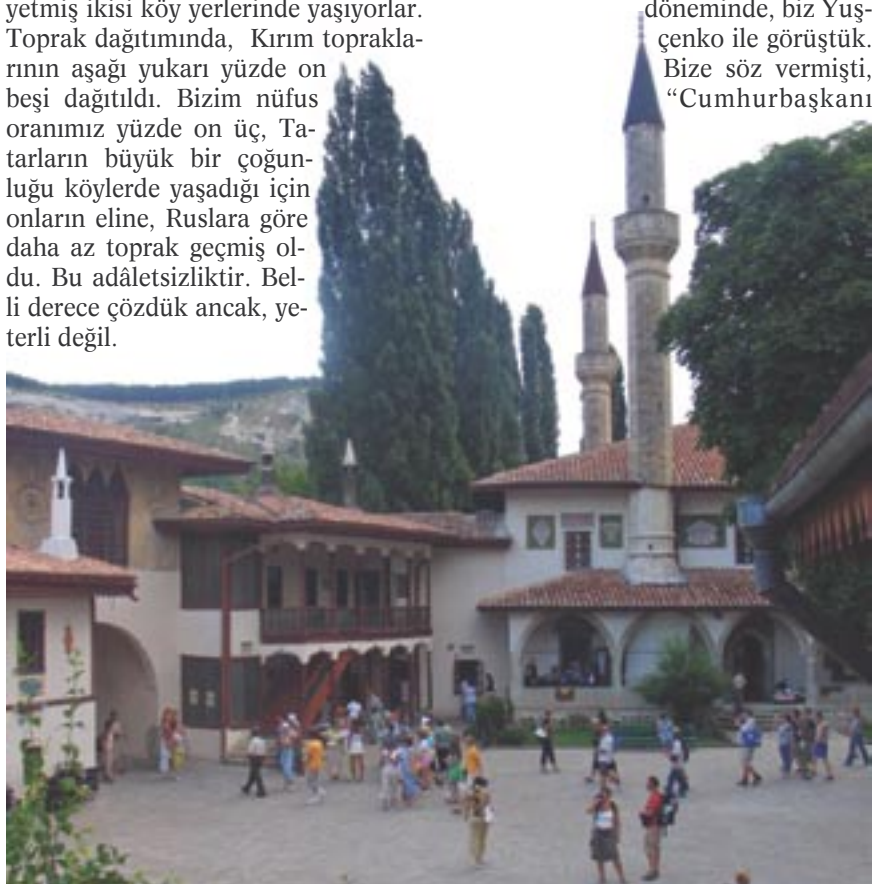 yetmiş ikisi köy yerlerinde yaşıyorlar.
Toprak dağıtımında, Kırım toprakla-
rının aşağı yukarı yüzde on
beşi dağıtıldı. Bizim nüfus
oranımız yüzde on üç, Ta-
tarların büyük bir çoğun-
luğu köylerde yaşadığı için
onların eline, Ruslara göre
daha az toprak geçmiş ol-
du. Bu adâletsizliktir. Bel-
li derece çözdük ancak, ye-
terli değil.
döneminde, biz Yuş-
çenko ile görüştük.
Bize söz vermişti,
“Cumhurbaşkanı